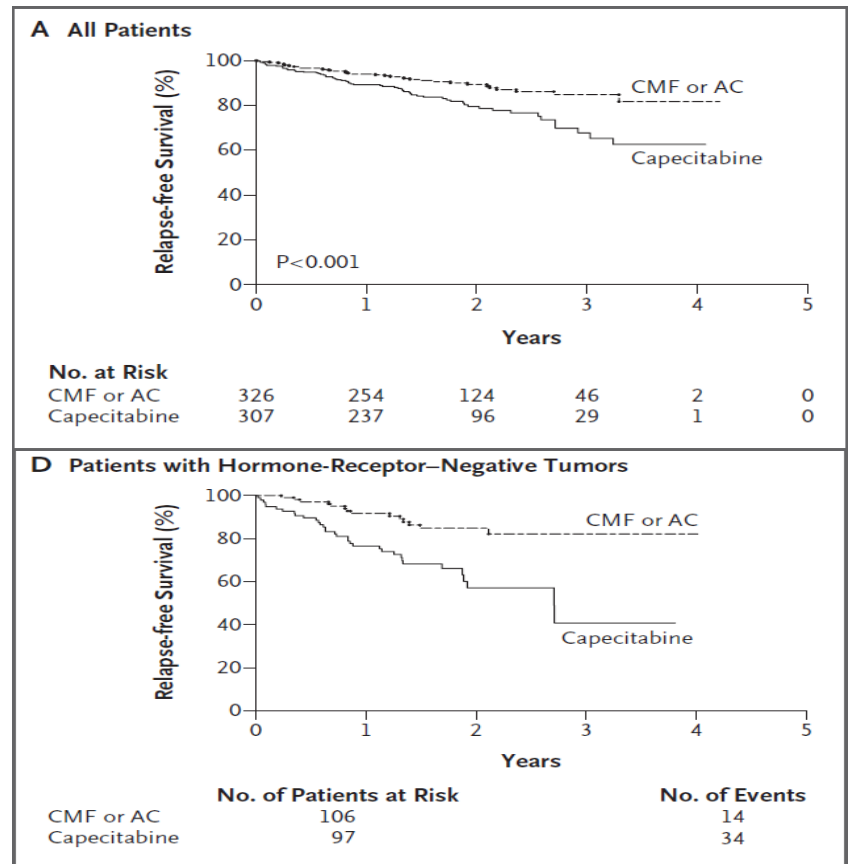 A All Patients
Relapse-free Survival (%)
100
80
60
40
20
0
CMF or AC
Capecitabine
P<0.001
0 1 2 3 4 5
Years
No. at Risk
CMF or AC 326 254 124 46 2 0
Capecitabine 307 237 96 29 1 0
D Patients with Hormone-Receptor–Negative Tumors
Relapse-free Survival (%)
100
80
60
40
20
0
CMF or AC
Capecitabine
0 1 2 3 4 5
Years
No. of Patients at Risk No. of Events
CMF or AC 106 14
Capecitabine 97 34